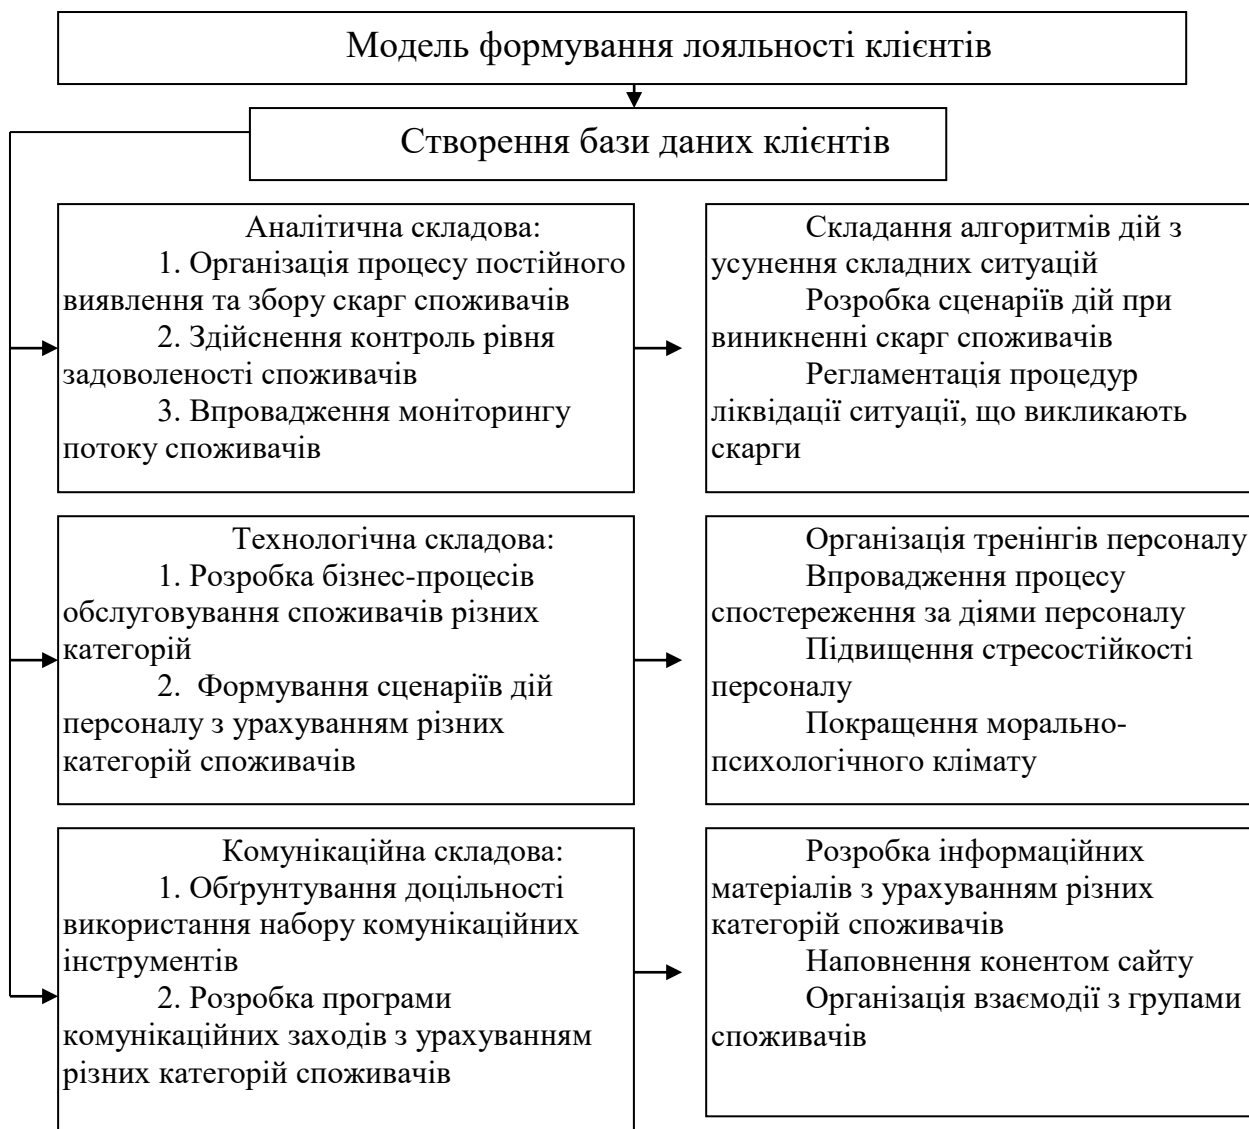 Модель формування лояльності клієнтів
Створення бази даних клієнтів
Аналітична складова:
1. Організація процесу постійного
виявлення та збору скарг споживачів
2. Здійснення контроль рівня
задоволеності споживачів
3. Впровадження моніторингу
потоку споживачів
Складання алгоритмів дій з
усунення складних ситуацій
Розробка сценаріїв дій при
виникненні скарг споживачів
Регламентація процедур
ліквідації ситуації, що викликають
скарги
Технологічна складова:
1. Розробка бізнес-процесів
обслуговування споживачів різних
категорій
2. Формування сценаріїв дій
персоналу з урахуванням різних
категорій споживачів
Організація тренінгів персоналу
Впровадження процесу
спостереження за діями персоналу
Підвищення стресостійкості
персоналу
Покращення морально-
психологічного клімату
Комунікаційна складова:
1. Обґрунтування доцільності
використання набору комунікаційних
інструментів
2. Розробка програми
комунікаційних заходів з урахуванням
різних категорій споживачів
Розробка інформаційних
матеріалів з урахуванням різних
категорій споживачів
Наповнення конентом сайту
Організація взаємодії з групами
споживачів